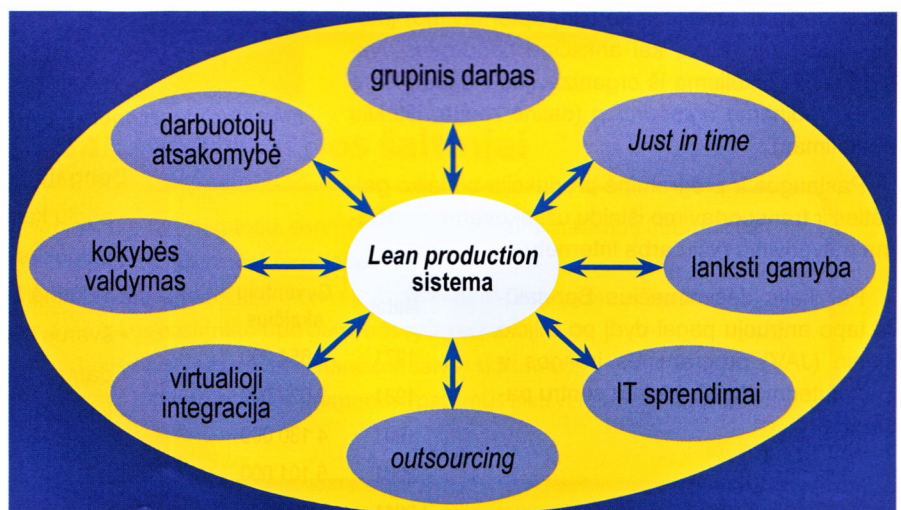 grupinis darbas
Just in time
lanksti gamyba
IT sprendimai
outsourcing
virtualioji
integracija
kokybės
valdymas
darbuotojų
atsakomybė
Lean production
sistema